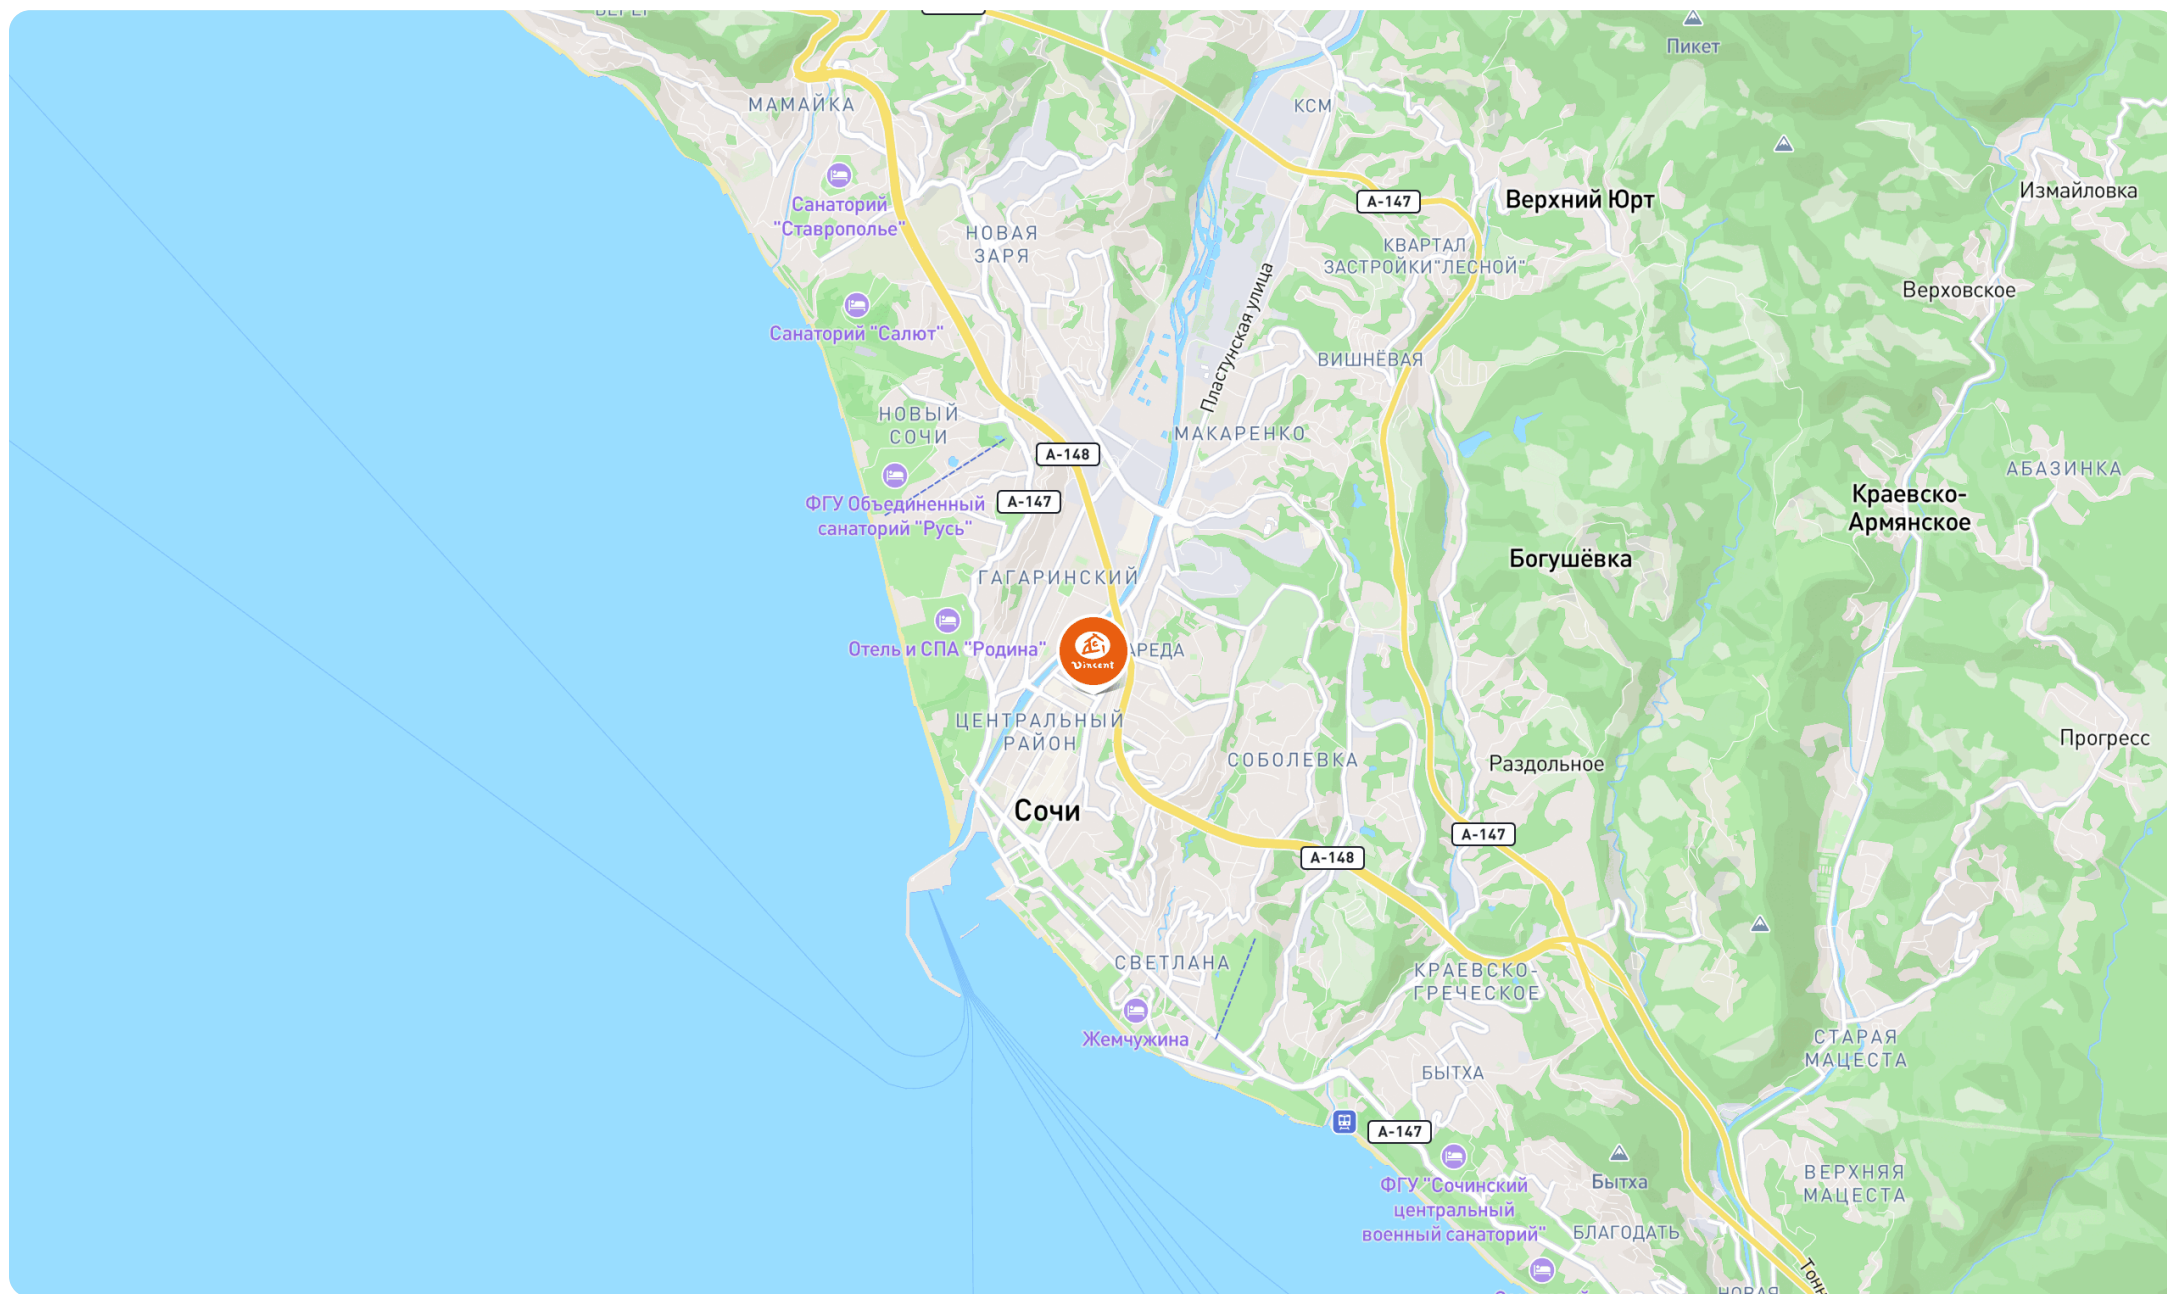 МАМАЙКА
КСМ
Пикет
Санаторий
"Ставрополье"
А-147
Верхний Юрт
Измайловка
НОВАЯ
ЗАРЯ
КВАРТАЛ
ЗАСТРОЙКИ"ЛЕСНОЙ"
Верховское
Санаторий "Салют"
Пластунская улица
ВИШНЁВАЯ
НОВЫЙ
СОЧИ
МАКАРЕНКО
А-148
АБАЗИНКА
ФГУ Объединенный
санаторий "Русь"
А-147
Краевско-
Армянское
Богушёвка
ГАГАРИНСКИЙ
Отель и СПА "Родина"
Vincent
АРЕДА
ЦЕНТРАЛЬНЫЙ
РАЙОН
СОБОЛЕВКА
Раздольное
Прогресс
Сочи
А-147
А-148
СВЕТЛАНА
КРАЕВСКО-
ГРЕЧЕСКОЕ
Жемчужина
СТАРАЯ
МАЦЕСТА
БЫТХА
А-147
ФГУ "Сочинский
центральный
военный санаторий"
Бытха
ВЕРХНЯЯ
МАЦЕСТА
БЛАГОДАТЬ
Тонн
НОВАЯ